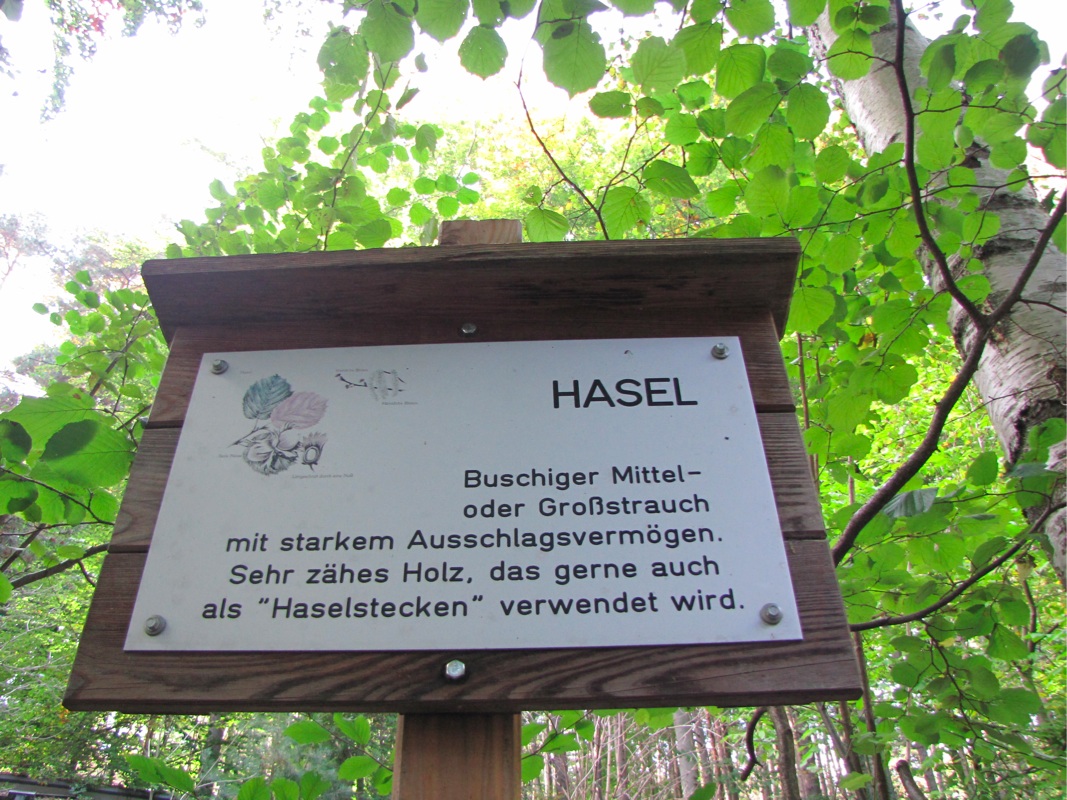 HASEL
Buschiger Mittel-
oder Großstrauch
mit starkem Ausschlagsvermögen.
Sehr zähes Holz, das gerne auch
als "Haselstecken" verwendet wird.